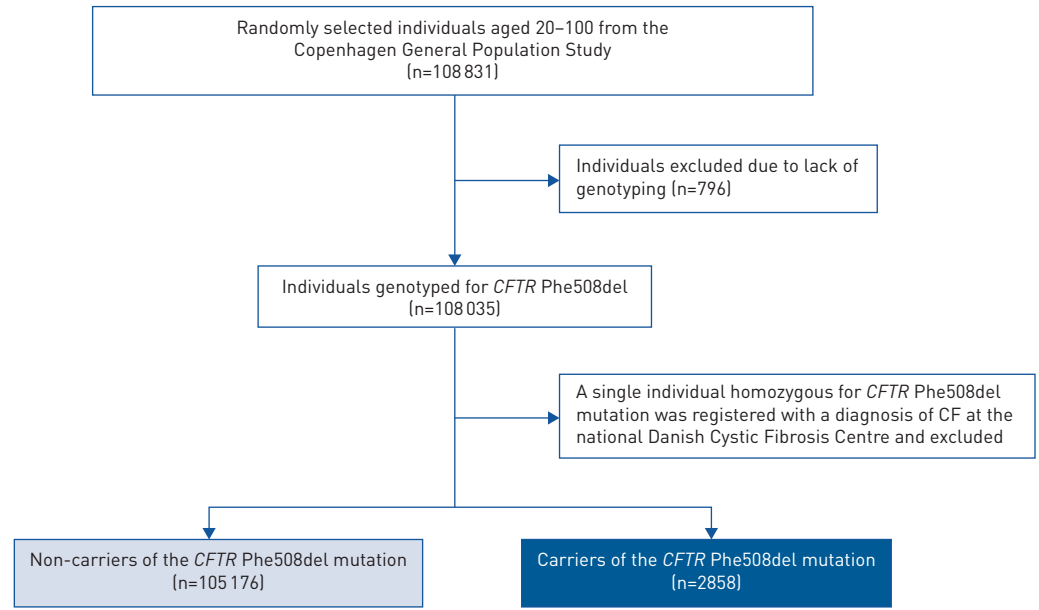 Randomly selected individuals aged 20–100 from the
Copenhagen General Population Study
(n=108 831)
Individuals excluded due to lack of
genotyping (n=796)
Individuals genotyped for CFTR Phe508del
(n=108 035)
A single individual homozygous for CFTR Phe508del
mutation was registered with a diagnosis of CF at the
national Danish Cystic Fibrosis Centre and excluded
Non-carriers of the CFTR Phe508del mutation
(n=105 176)
Carriers of the CFTR Phe508del mutation
(n=2858)